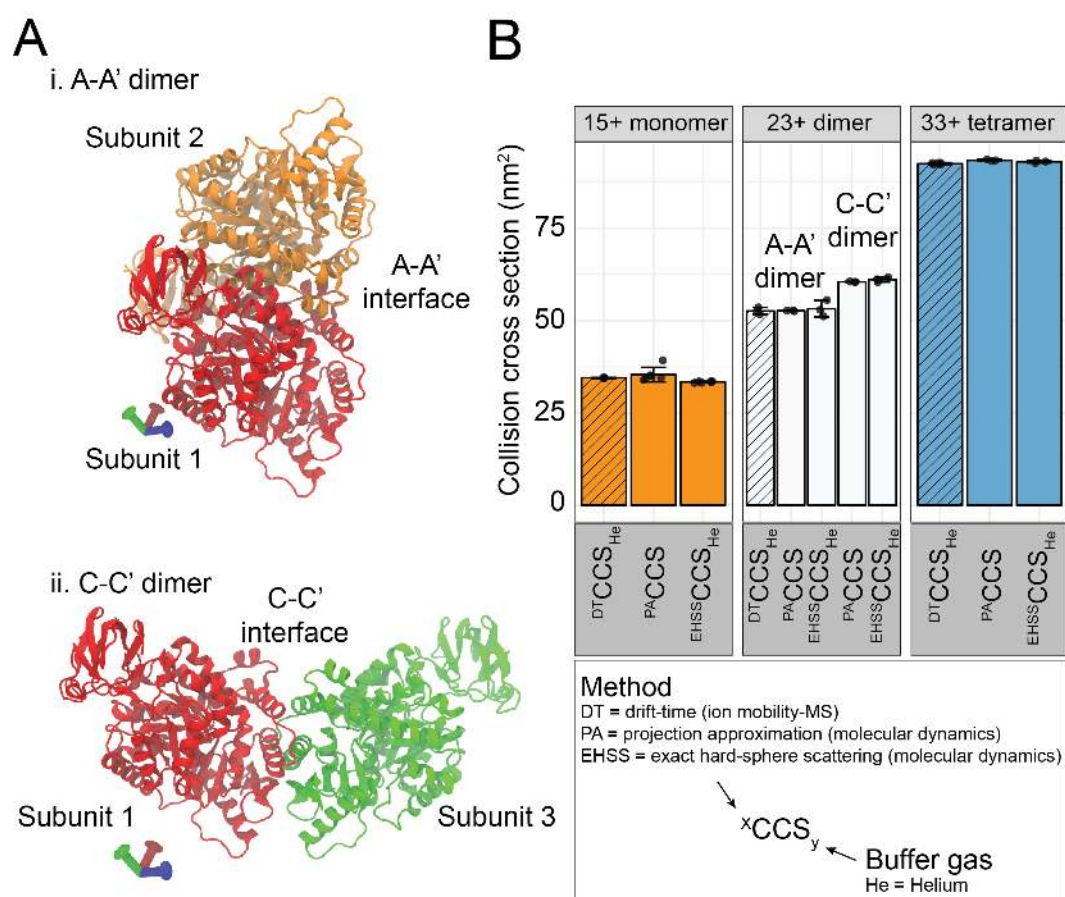 A
i. A-A' dimer
Subunit 2
A-A'
interface
Subunit 1
ii. C-C' dimer
C-C'
interface
Subunit 1
Subunit 3
B
Collision cross section (nm²)
75
50
25
0
15+ monomer
23+ dimer
33+ tetramer
A-A'
dimer
C-C'
dimer
DTCCSHe
PACCS
EHSSCCSHe
DTCCSHe
PACCS
EHSSCCSHe
PACCS
EHSSCCSHe
DTCCSHe
PACCS
EHSSCCSHe
Method
DT = drift-time (ion mobility-MS)
PA = projection approximation (molecular dynamics)
EHSS = exact hard-sphere scattering (molecular dynamics)
xCCSy
Buffer gas
He = Helium